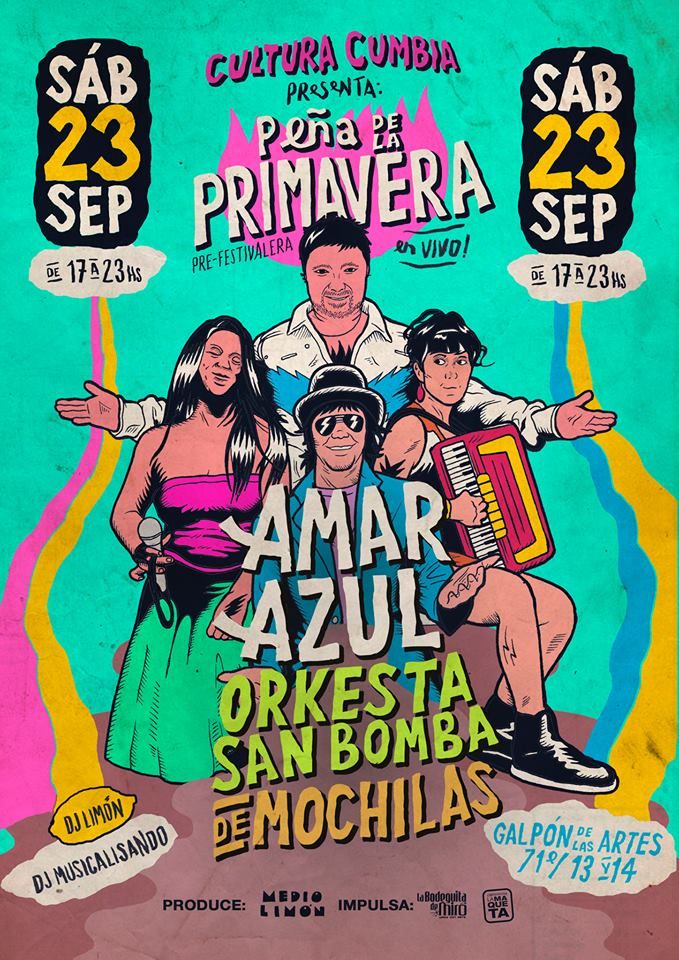 CULTURA CUMBIA
PRESENTA:
PEÑA DE LA
PRIMAVERA
PRE-FESTIVALERA
en VIVO!
SÁB
23
SEP
DE 17 A 23 HS
SÁB
23
SEP
DE 17 A 23 HS
AMAR
AZUL
ORKESTA
SAN BOMBA
DE MOCHILAS
DJ LIMÓN
DJ MUSICALISANDO
GALPÓN DE LAS ARTES
71 e/ 13 y 14
PRODUCE: MEDIO LIMÓN IMPULSA: la Bodeguita de miró LA MAQUETA